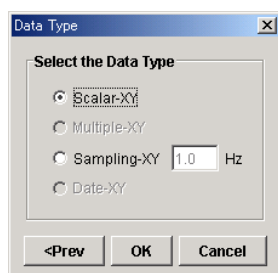 Data Type
Select the Data Type
Scalar-XY
Multiple-XY
Sampling-XY 1.0 Hz
Date-XY
<Prev OK Cancel